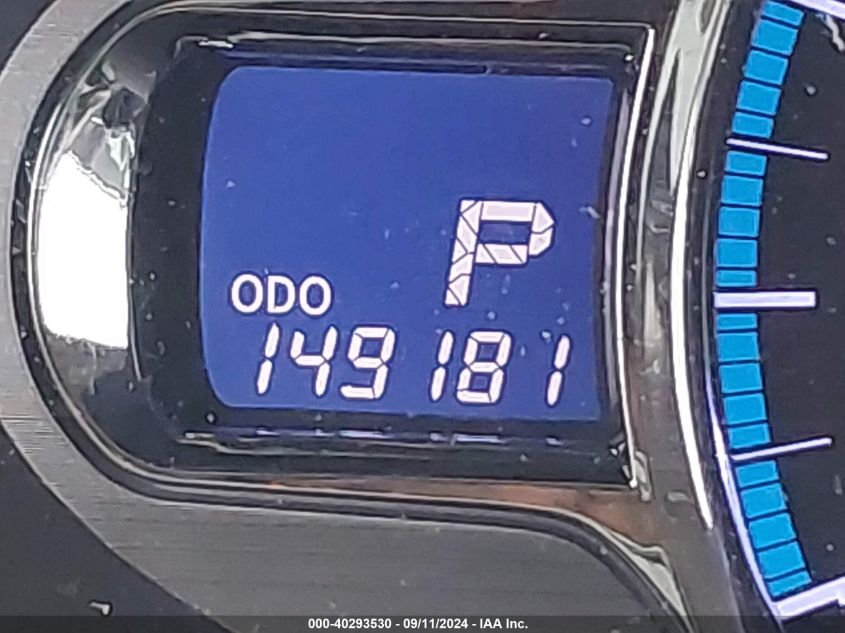 P
ODO
149181
000-40293530 - 09/11/2024 - IAA Inc.